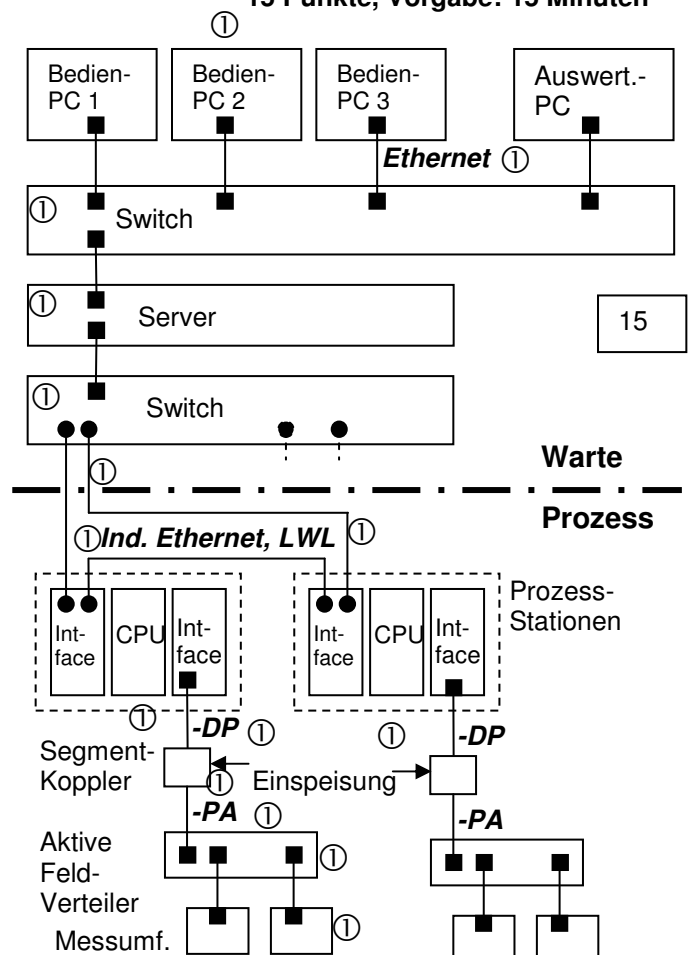 15 Punkte, Vorgabe: 15 Minuten
①
Bedien-
PC 1
Bedien-
PC 2
Bedien-
PC 3
Auswert.-
PC
Ethernet ①
① Switch
① Server
15
① Switch
①
Warte
Prozess
① Ind. Ethernet, LWL ①
Int-
face
CPU
Int-
face
Int-
face
CPU
Int-
face
Prozess-
Stationen
①
-DP ①
① -DP
Segment-
Koppler
① Einspeisung
-PA ①
-PA
Aktive
Feld-
Verteiler
①
Messumf.
①